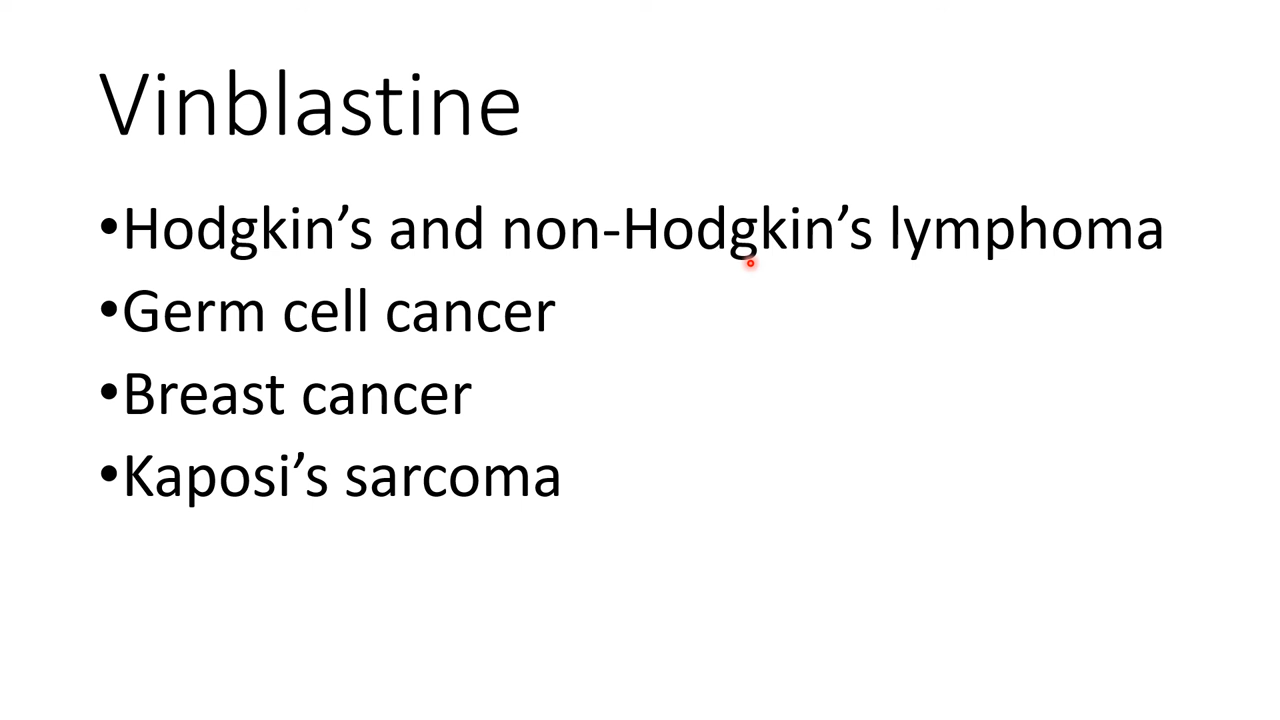 Vinblastine
•Hodgkin’s and non-Hodgkin’s lymphoma
•Germ cell cancer
•Breast cancer
•Kaposi’s sarcoma